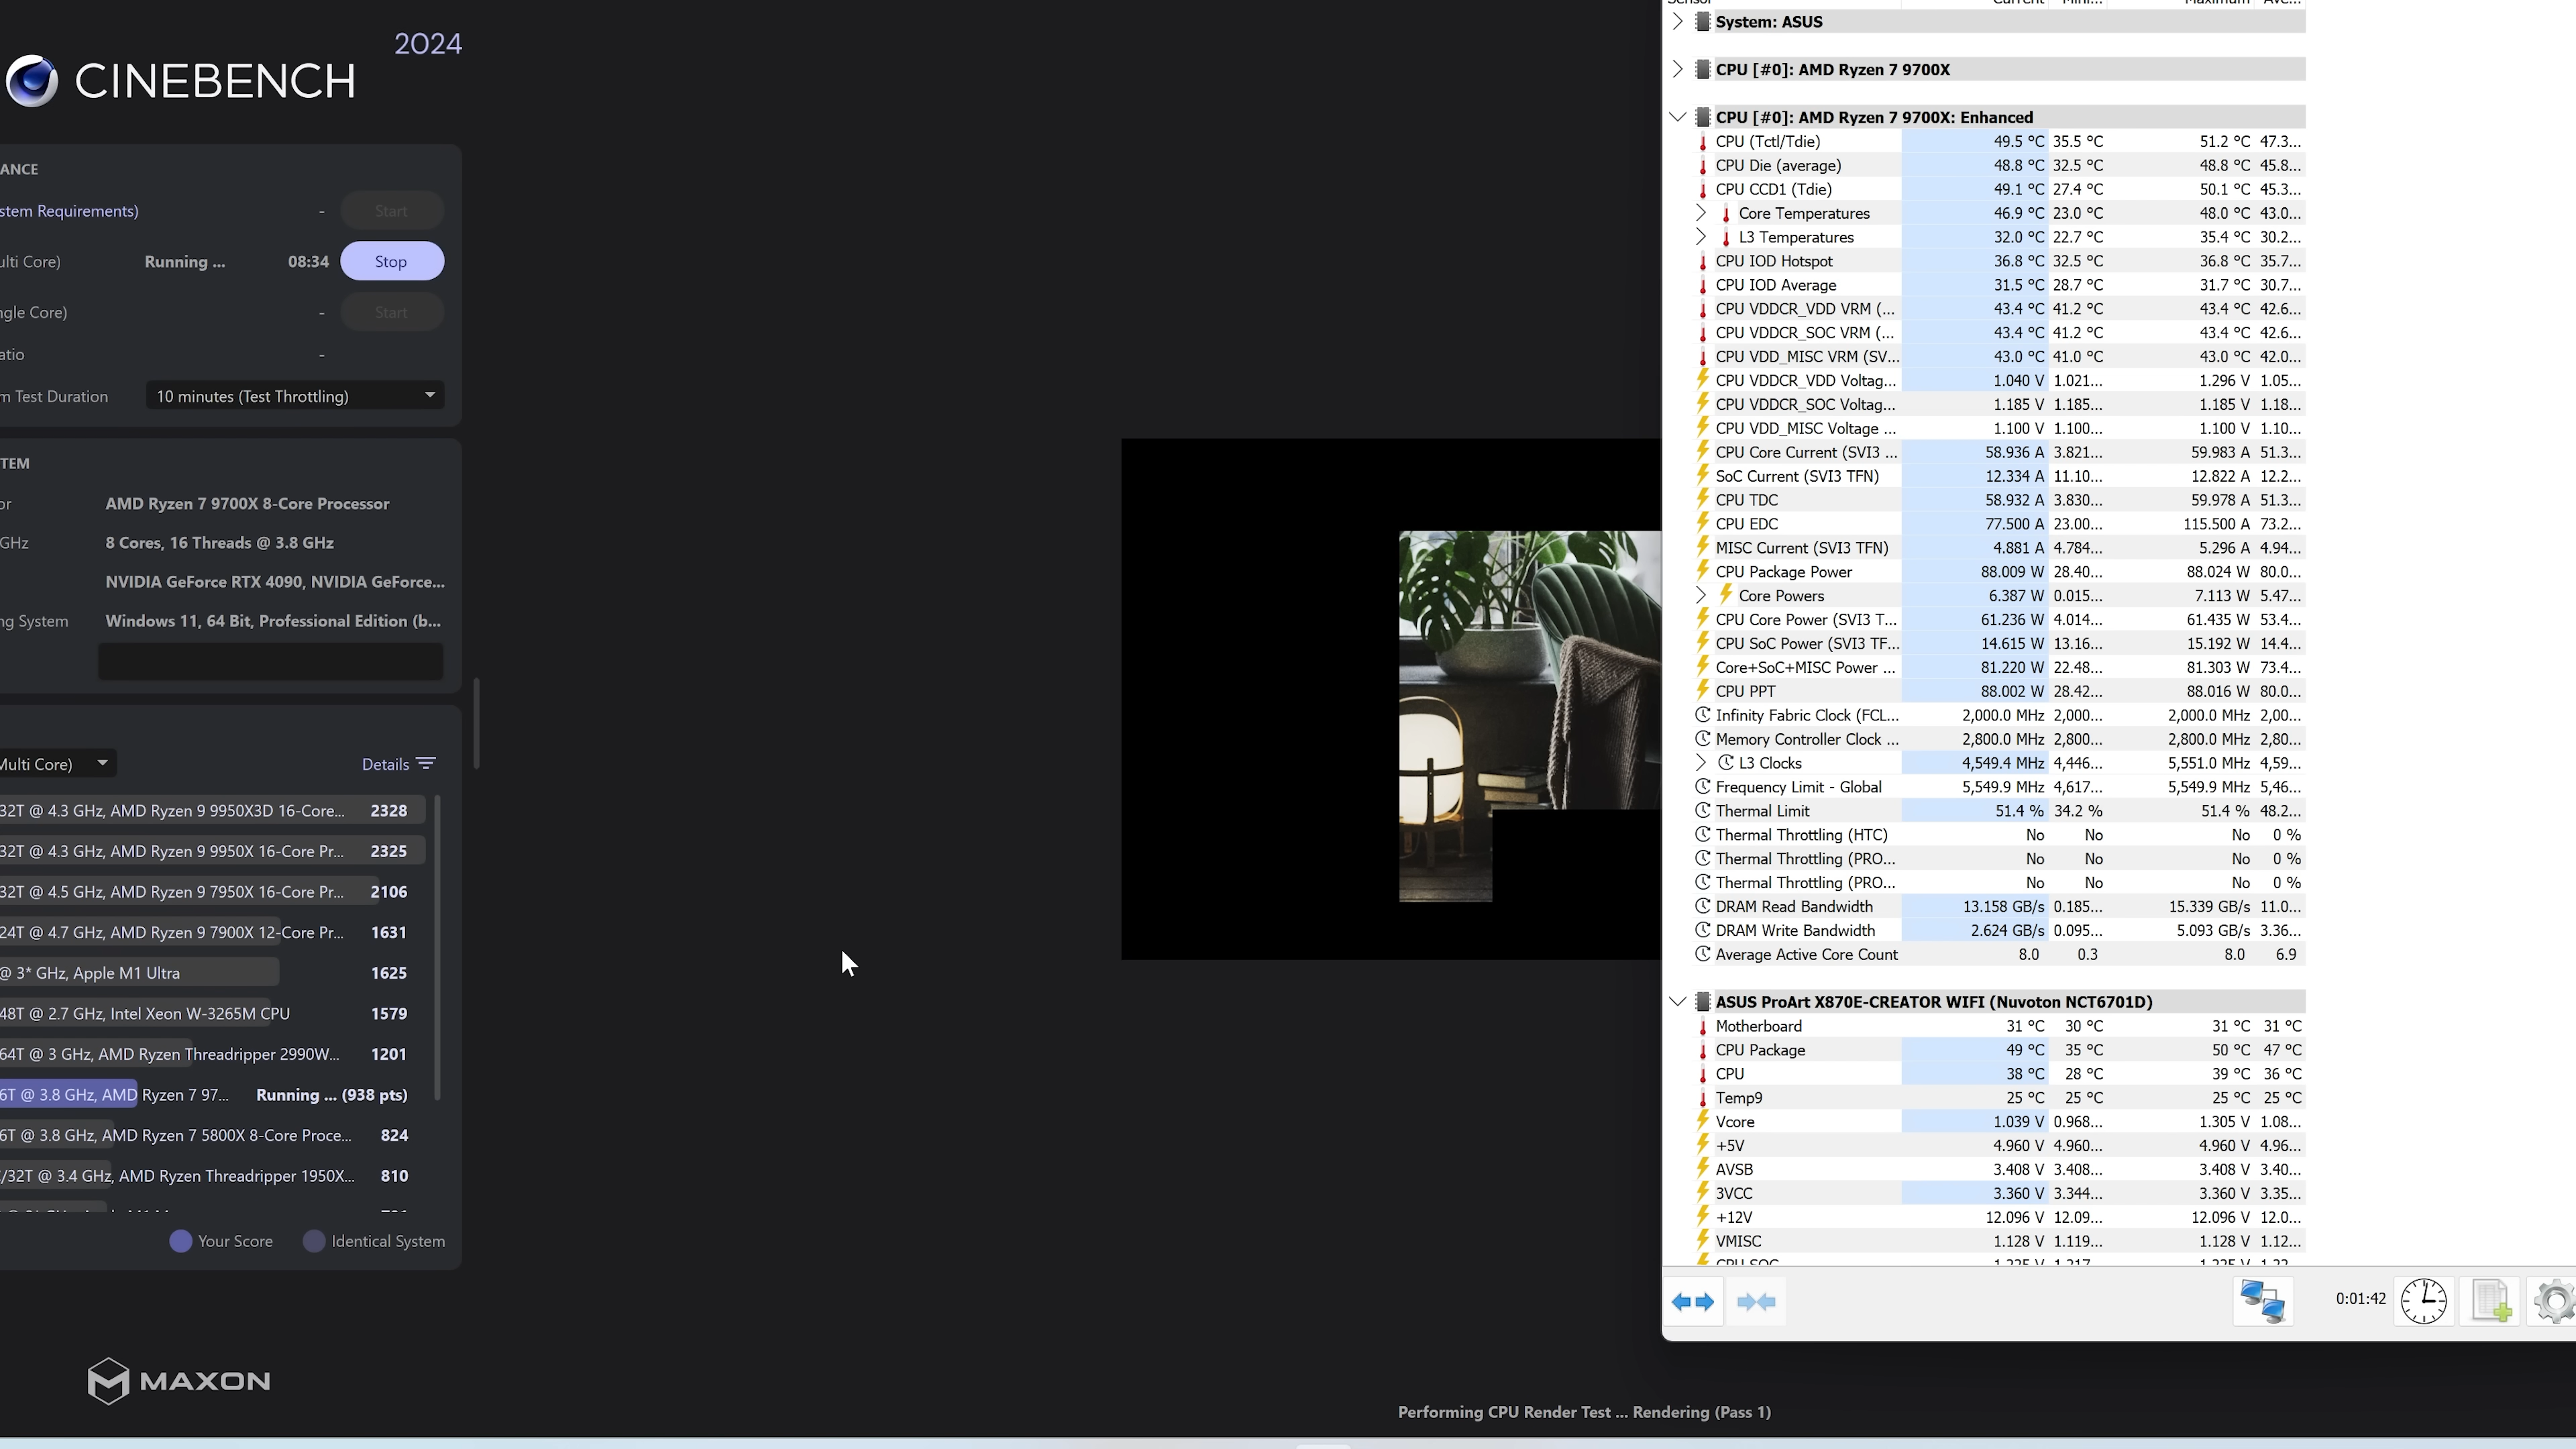 2024
CINEBENCH
ANCE
stem Requirements) - Start
ulti Core) Running ... 08:34 Stop
ngle Core) - Start
atio -
m Test Duration 10 minutes (Test Throttling)
TEM
or AMD Ryzen 7 9700X 8-Core Processor
GHz 8 Cores, 16 Threads @ 3.8 GHz
NVIDIA GeForce RTX 4090, NVIDIA GeForce...
ng System Windows 11, 64 Bit, Professional Edition (b...
Multi Core) Details
32T @ 4.3 GHz, AMD Ryzen 9 9950X3D 16-Core... 2328
32T @ 4.3 GHz, AMD Ryzen 9 9950X 16-Core Pr... 2325
32T @ 4.5 GHz, AMD Ryzen 9 7950X 16-Core Pr... 2106
24T @ 4.7 GHz, AMD Ryzen 9 7900X 12-Core Pr... 1631
@ 3* GHz, Apple M1 Ultra 1625
48T @ 2.7 GHz, Intel Xeon W-3265M CPU 1579
64T @ 3 GHz, AMD Ryzen Threadripper 2990W... 1201
6T @ 3.8 GHz, AMD Ryzen 7 97... Running ... (938 pts)
6T @ 3.8 GHz, AMD Ryzen 7 5800X 8-Core Proce... 824
/32T @ 3.4 GHz, AMD Ryzen Threadripper 1950X... 810
Your Score Identical System
MAXON
Performing CPU Render Test ... Rendering (Pass 1)
Sensor Current Mini... Maximum Ave...
System: ASUS
CPU [#0]: AMD Ryzen 7 9700X
CPU [#0]: AMD Ryzen 7 9700X: Enhanced
CPU (Tctl/Tdie) 49.5 °C 35.5 °C 51.2 °C 47.3...
CPU Die (average) 48.8 °C 32.5 °C 48.8 °C 45.8...
CPU CCD1 (Tdie) 49.1 °C 27.4 °C 50.1 °C 45.3...
Core Temperatures 46.9 °C 23.0 °C 48.0 °C 43.0...
L3 Temperatures 32.0 °C 22.7 °C 35.4 °C 30.2...
CPU IOD Hotspot 36.8 °C 32.5 °C 36.8 °C 35.7...
CPU IOD Average 31.5 °C 28.7 °C 31.7 °C 30.7...
CPU VDDCR_VDD VRM (... 43.4 °C 41.2 °C 43.4 °C 42.6...
CPU VDDCR_SOC VRM (... 43.4 °C 41.2 °C 43.4 °C 42.6...
CPU VDD_MISC VRM (SV... 43.0 °C 41.0 °C 43.0 °C 42.0...
CPU VDDCR_VDD Voltag... 1.040 V 1.021... 1.296 V 1.05...
CPU VDDCR_SOC Voltag... 1.185 V 1.185... 1.185 V 1.18...
CPU VDD_MISC Voltage ... 1.100 V 1.100... 1.100 V 1.10...
CPU Core Current (SVI3 ... 58.936 A 3.821... 59.983 A 51.3...
SoC Current (SVI3 TFN) 12.334 A 11.10... 12.822 A 12.2...
CPU TDC 58.932 A 3.830... 59.978 A 51.3...
CPU EDC 77.500 A 23.00... 115.500 A 73.2...
MISC Current (SVI3 TFN) 4.881 A 4.784... 5.296 A 4.94...
CPU Package Power 88.009 W 28.40... 88.024 W 80.0...
Core Powers 6.387 W 0.015... 7.113 W 5.47...
CPU Core Power (SVI3 T... 61.236 W 4.014... 61.435 W 53.4...
CPU SoC Power (SVI3 TF... 14.615 W 13.16... 15.192 W 14.4...
Core+SoC+MISC Power ... 81.220 W 22.48... 81.303 W 73.4...
CPU PPT 88.002 W 28.42... 88.016 W 80.0...
Infinity Fabric Clock (FCL... 2,000.0 MHz 2,000... 2,000.0 MHz 2,00...
Memory Controller Clock ... 2,800.0 MHz 2,800... 2,800.0 MHz 2,80...
L3 Clocks 4,549.4 MHz 4,446... 5,551.0 MHz 4,59...
Frequency Limit - Global 5,549.9 MHz 4,617... 5,549.9 MHz 5,46...
Thermal Limit 51.4 % 34.2 % 51.4 % 48.2...
Thermal Throttling (HTC) No No No 0 %
Thermal Throttling (PRO... No No No 0 %
Thermal Throttling (PRO... No No No 0 %
DRAM Read Bandwidth 13.158 GB/s 0.185... 15.339 GB/s 11.0...
DRAM Write Bandwidth 2.624 GB/s 0.095... 5.093 GB/s 3.36...
Average Active Core Count 8.0 0.3 8.0 6.9
ASUS ProArt X870E-CREATOR WIFI (Nuvoton NCT6701D)
Motherboard 31 °C 30 °C 31 °C 31 °C
CPU Package 49 °C 35 °C 50 °C 47 °C
CPU 38 °C 28 °C 39 °C 36 °C
Temp9 25 °C 25 °C 25 °C 25 °C
Vcore 1.039 V 0.968... 1.305 V 1.08...
+5V 4.960 V 4.960... 4.960 V 4.96...
AVSB 3.408 V 3.408... 3.408 V 3.40...
3VCC 3.360 V 3.344... 3.360 V 3.35...
+12V 12.096 V 12.09... 12.096 V 12.0...
VMISC 1.128 V 1.119... 1.128 V 1.12...
CPU SOC 1.225 V 1.217... 1.225 V 1.22...
0:01:42